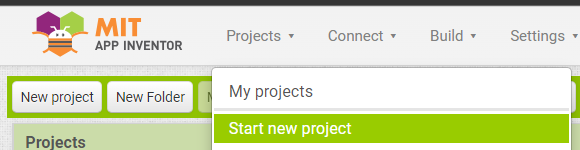 MIT
APP INVENTOR
Projects
Connect
Build
Settings
My projects
New project
New Folder
Start new project
Projects